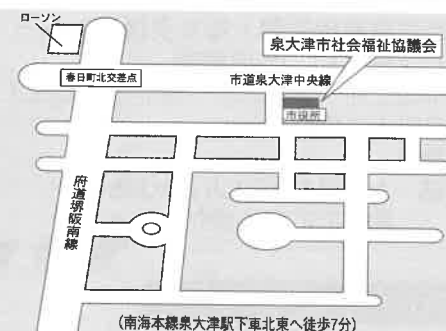 ローソン
泉大津市社会福祉協議会
春日町北交差点
市道泉大津中央線
市役所
府道堺阪南線
(南海本線泉大津駅下車北東へ徒歩7分)